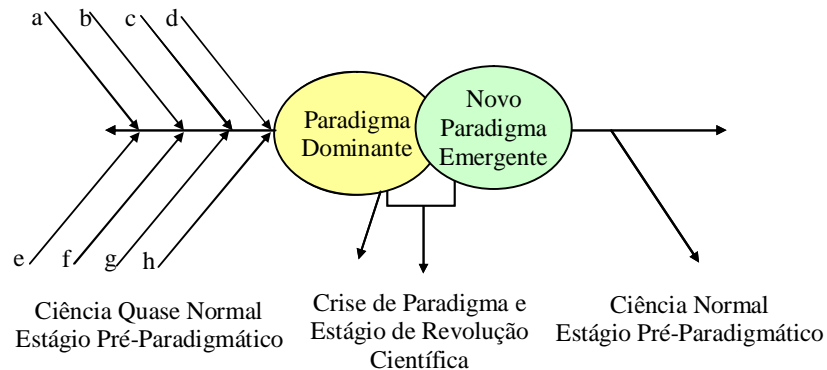 a
b
c
d
Paradigma
Dominante
Novo
Paradigma
Emergente
e
f
g
h
Ciência Quase Normal
Estágio Pré-Paradigmático
Crise de Paradigma e
Estágio de Revolução
Científica
Ciência Normal
Estágio Pré-Paradigmático